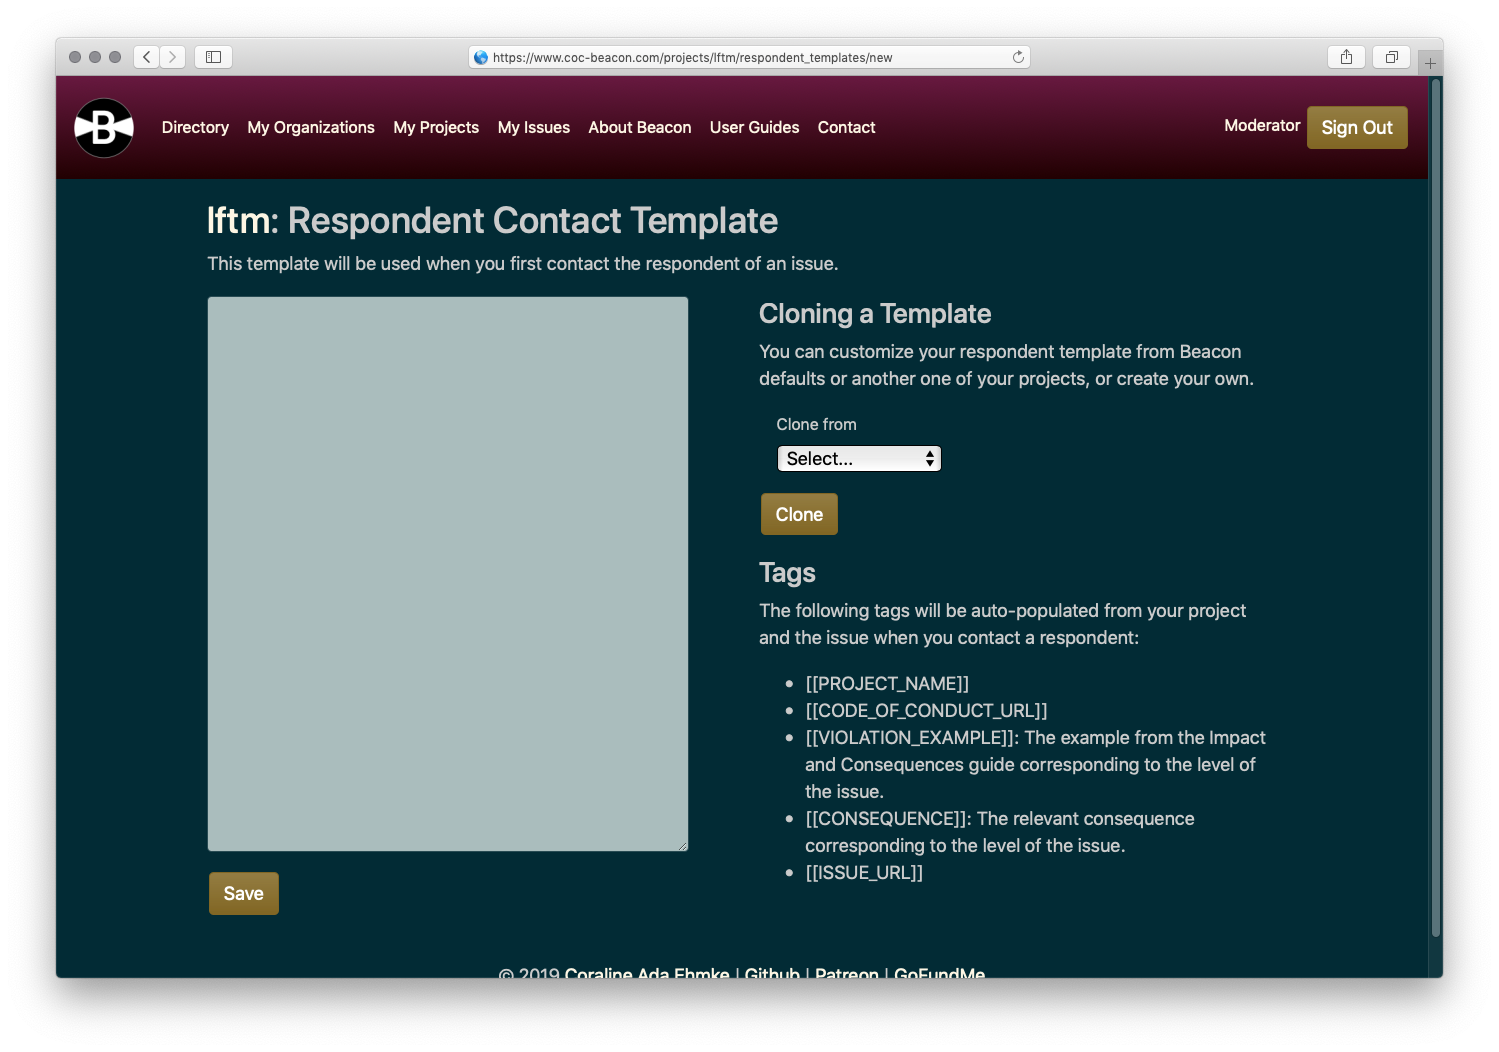 https://www.coc-beacon.com/projects/lftm/respondent_templates/new
B
Directory My Organizations My Projects My Issues About Beacon User Guides Contact
Moderator Sign Out
lftm: Respondent Contact Template
This template will be used when you first contact the respondent of an issue.
Cloning a Template
You can customize your respondent template from Beacon
defaults or another one of your projects, or create your own.
Clone from
Select...
Clone
Tags
The following tags will be auto-populated from your project
and the issue when you contact a respondent:
• [[PROJECT_NAME]]
• [[CODE_OF_CONDUCT_URL]]
• [[VIOLATION_EXAMPLE]]: The example from the Impact
and Consequences guide corresponding to the level of
the issue.
• [[CONSEQUENCE]]: The relevant consequence
corresponding to the level of the issue.
• [[ISSUE_URL]]
Save
© 2019 Coraline Ada Ehmke | Github | Patreon | GoFundMe